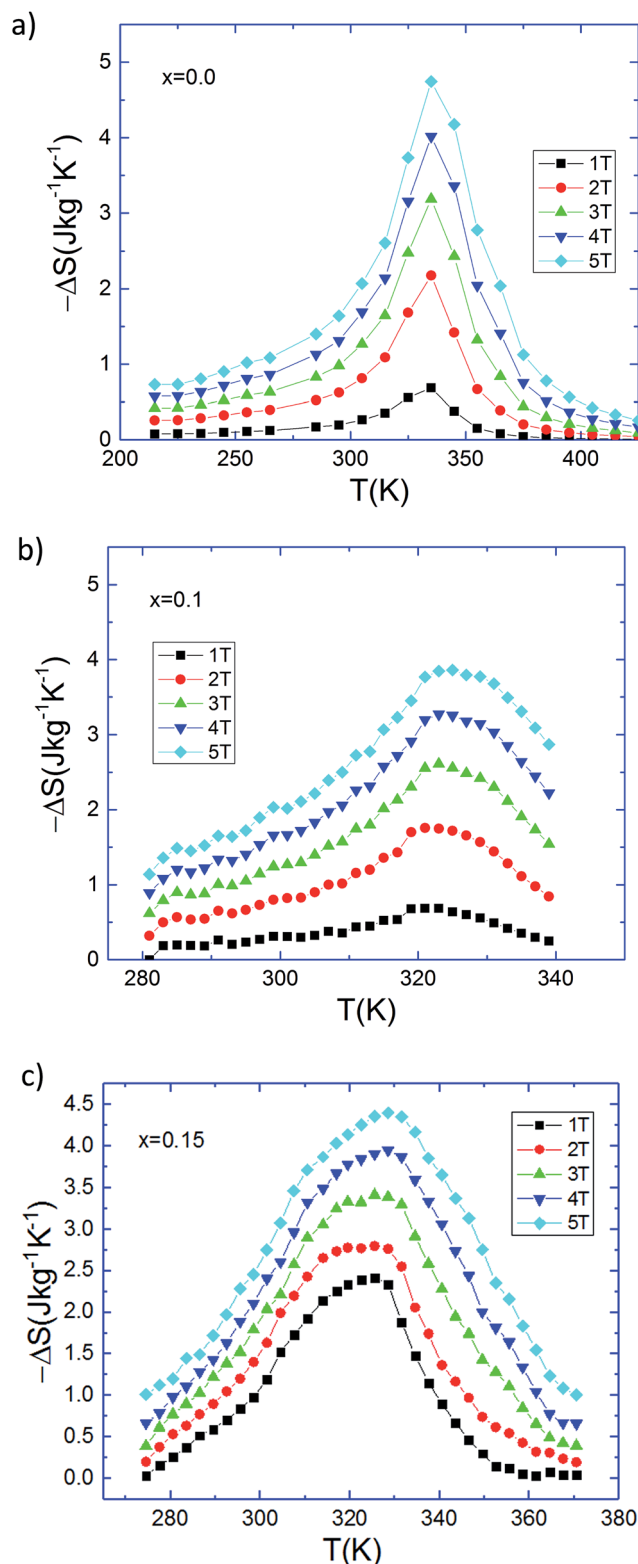 a)
x=0.0
−ΔS(Jkg⁻¹K⁻¹)
5
4
3
2
1
0
1T
2T
3T
4T
5T
200 250 300 350 400
T(K)
b)
x=0.1
−ΔS(Jkg⁻¹K⁻¹)
5
4
3
2
1
0
1T
2T
3T
4T
5T
280 300 320 340
T(K)
c)
x=0.15
−ΔS(Jkg⁻¹K⁻¹)
4.5
4.0
3.5
3.0
2.5
2.0
1.5
1.0
0.5
0.0
1T
2T
3T
4T
5T
280 300 320 340 360 380
T(K)